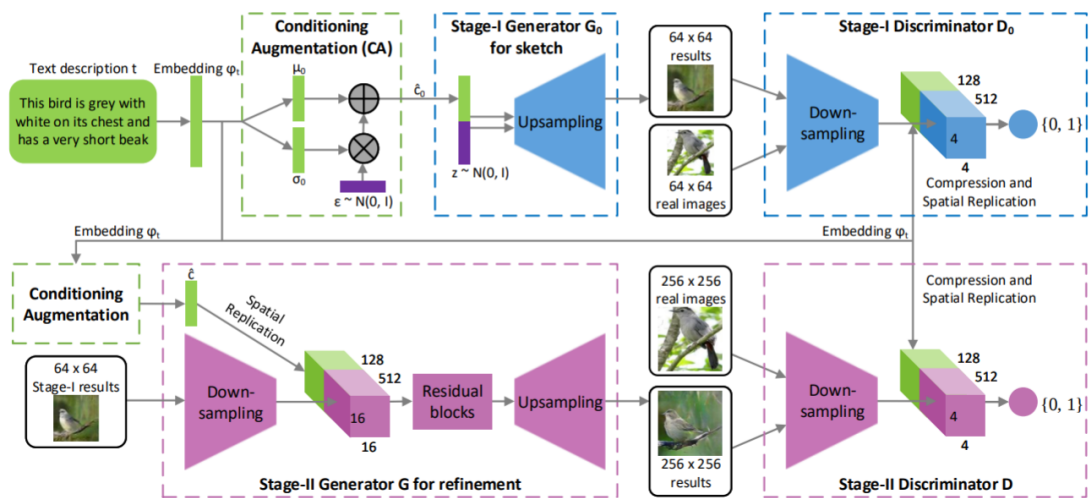 Conditioning
Augmentation (CA)
Stage-I Generator G₀
for sketch
Stage-I Discriminator D₀
Text description t
Embedding φₜ
This bird is grey with
white on its chest and
has a very short beak
μ₀
σ₀
ε ~ N(0, I)
ĉ₀
z ~ N(0, I)
Upsampling
64 x 64
results
64 x 64
real images
Down-
sampling
128
512
4
4
{0, 1}
Compression and
Spatial Replication
Embedding φₜ
Embedding φₜ
Conditioning
Augmentation
ĉ
Spatial
Replication
64 x 64
Stage-I results
Down-
sampling
128
512
16
16
Residual
blocks
Upsampling
Stage-II Generator G for refinement
256 x 256
real images
256 x 256
results
Compression and
Spatial Replication
Down-
sampling
128
512
4
4
{0, 1}
Stage-II Discriminator D